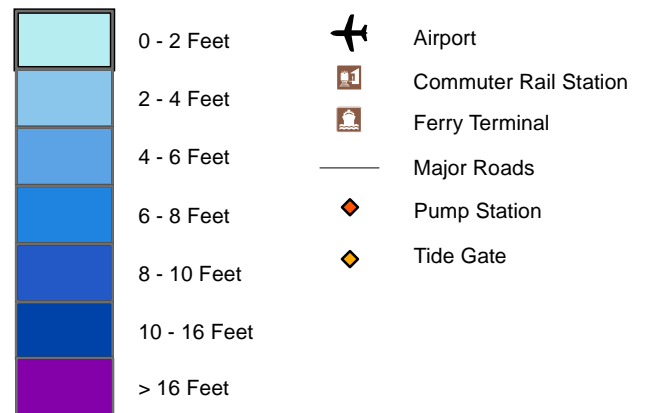 0 - 2 Feet
2 - 4 Feet
4 - 6 Feet
6 - 8 Feet
8 - 10 Feet
10 - 16 Feet
> 16 Feet
Airport
Commuter Rail Station
Ferry Terminal
Major Roads
Pump Station
Tide Gate